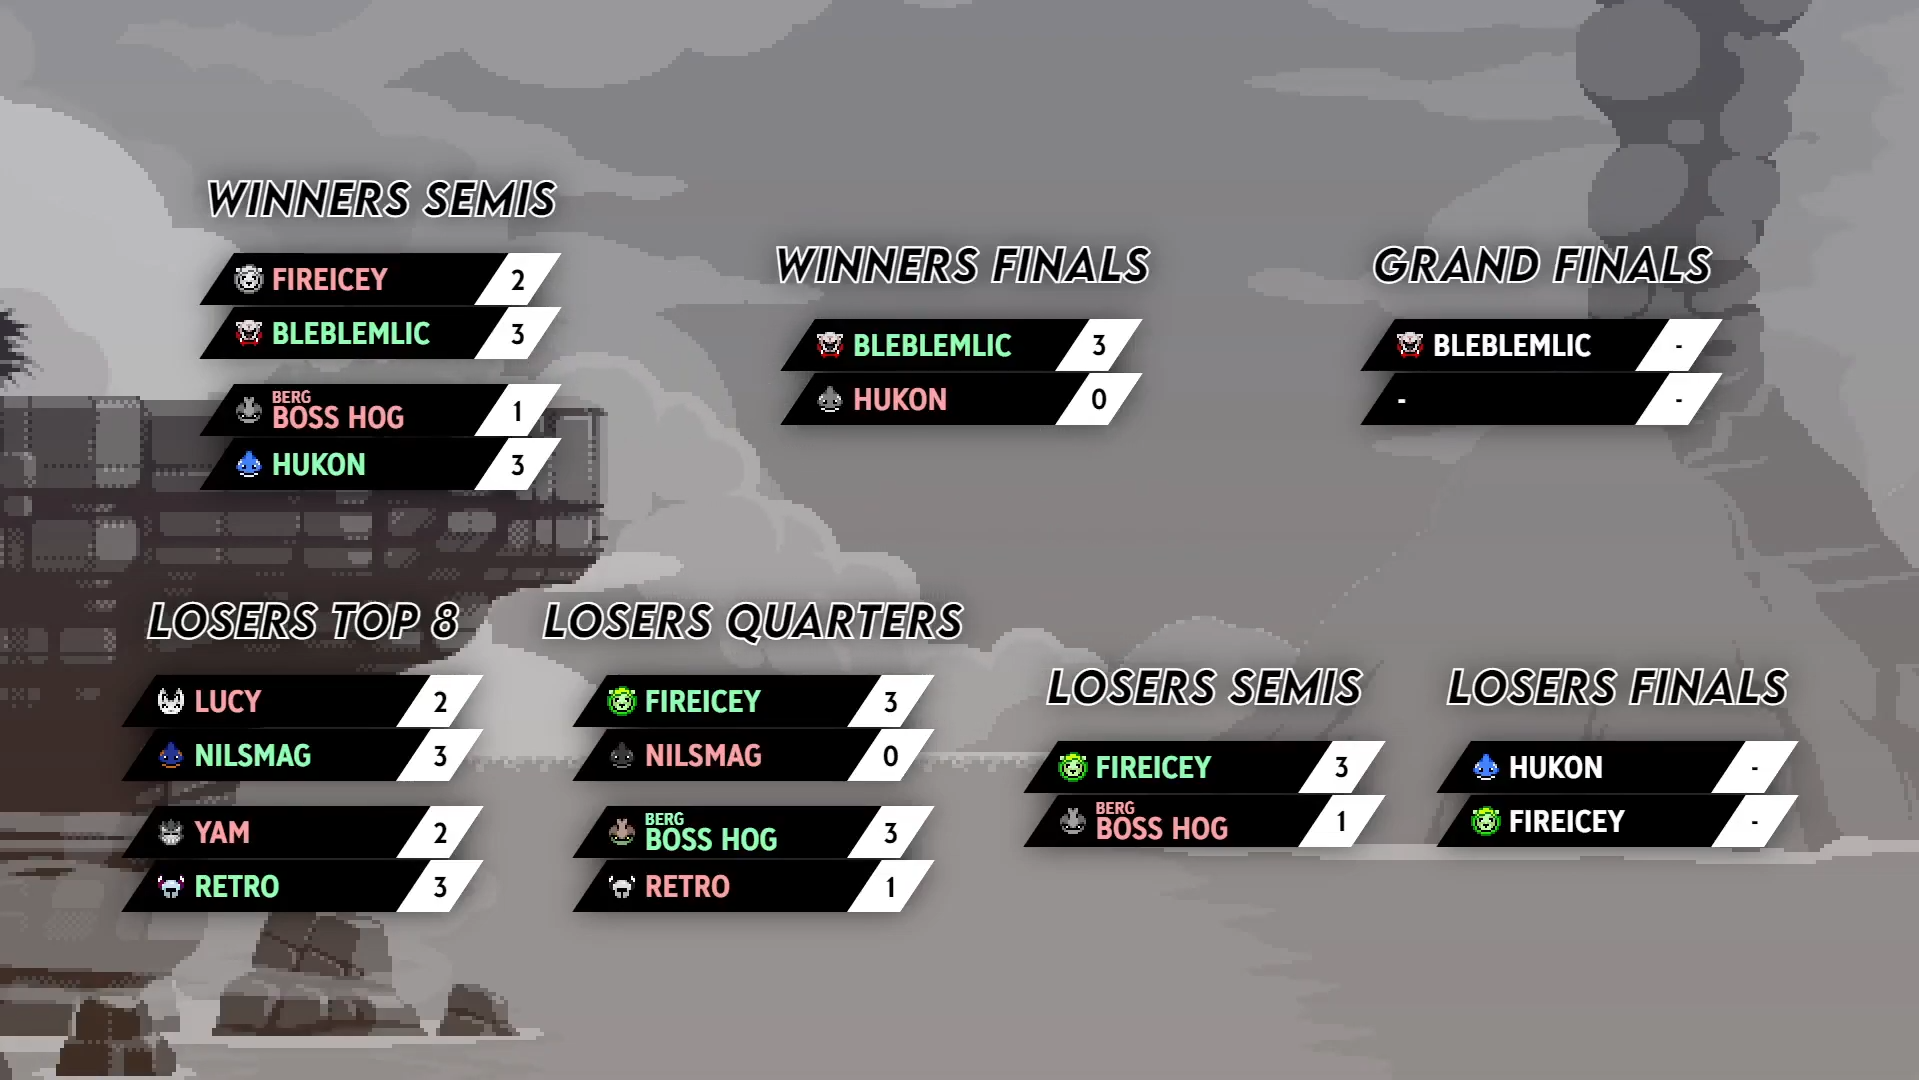 WINNERS SEMIS
FIREICEY 2
BLEBLEMLIC 3
BERG
BOSS HOG 1
HUKON 3
WINNERS FINALS
BLEBLEMLIC 3
HUKON 0
GRAND FINALS
BLEBLEMLIC -
- -
LOSERS TOP 8
LUCY 2
NILSMAG 3
YAM 2
RETRO 3
LOSERS QUARTERS
FIREICEY 3
NILSMAG 0
BERG
BOSS HOG 3
RETRO 1
LOSERS SEMIS
FIREICEY 3
BERG
BOSS HOG 1
LOSERS FINALS
HUKON -
FIREICEY -